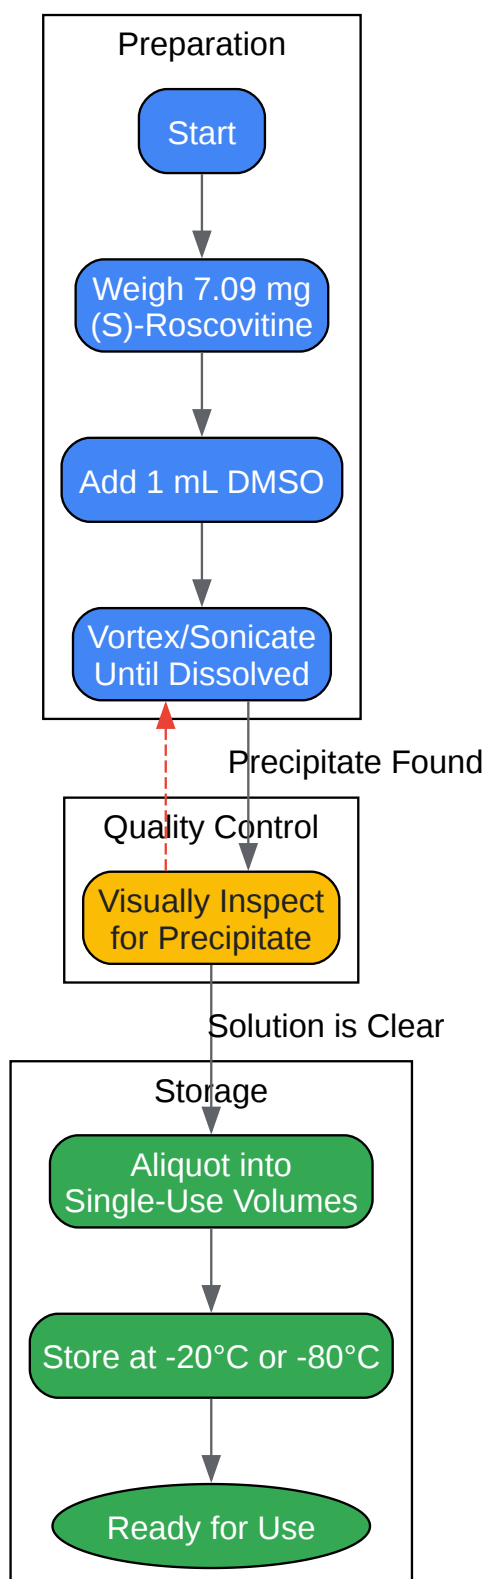 Preparation
Start
Weigh 7.09 mg
(S)-Roscovitine
Add 1 mL DMSO
Vortex/Sonicate
Until Dissolved
Precipitate Found
Quality Control
Visually Inspect
for Precipitate
Solution is Clear
Storage
Aliquot into
Single-Use Volumes
Store at -20°C or -80°C
Ready for Use